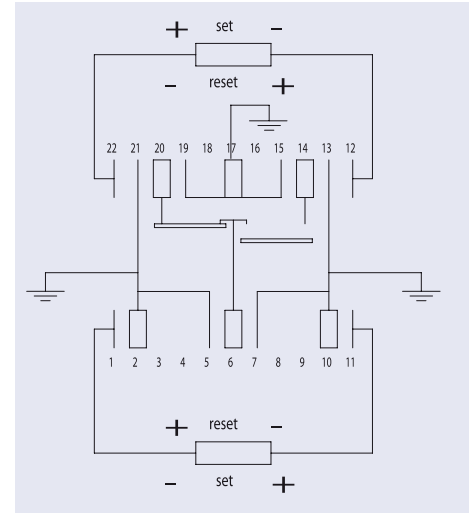 + set -
- reset +
22 21 20 19 18 17 16 15 14 13 12
1 2 3 4 5 6 7 8 9 10 11
+ reset -
- set +